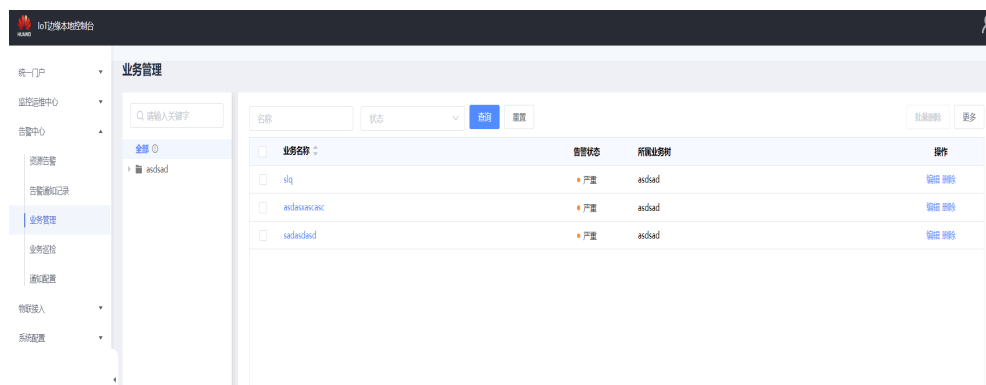 HUAWEI IoT边缘本地控制台
统一门户
监控运维中心
告警中心
资源告警
告警通知记录
业务管理
业务巡检
通知配置
物联接入
系统配置
业务管理
请输入关键字
全部
asdsad
名称 状态 查询 重置 批量删除 更多
业务名称 告警状态 所属业务树 操作
slq 严重 asdsad 编辑 删除
asdasxascasc 严重 asdsad 编辑 删除
sadasdasd 严重 asdsad 编辑 删除